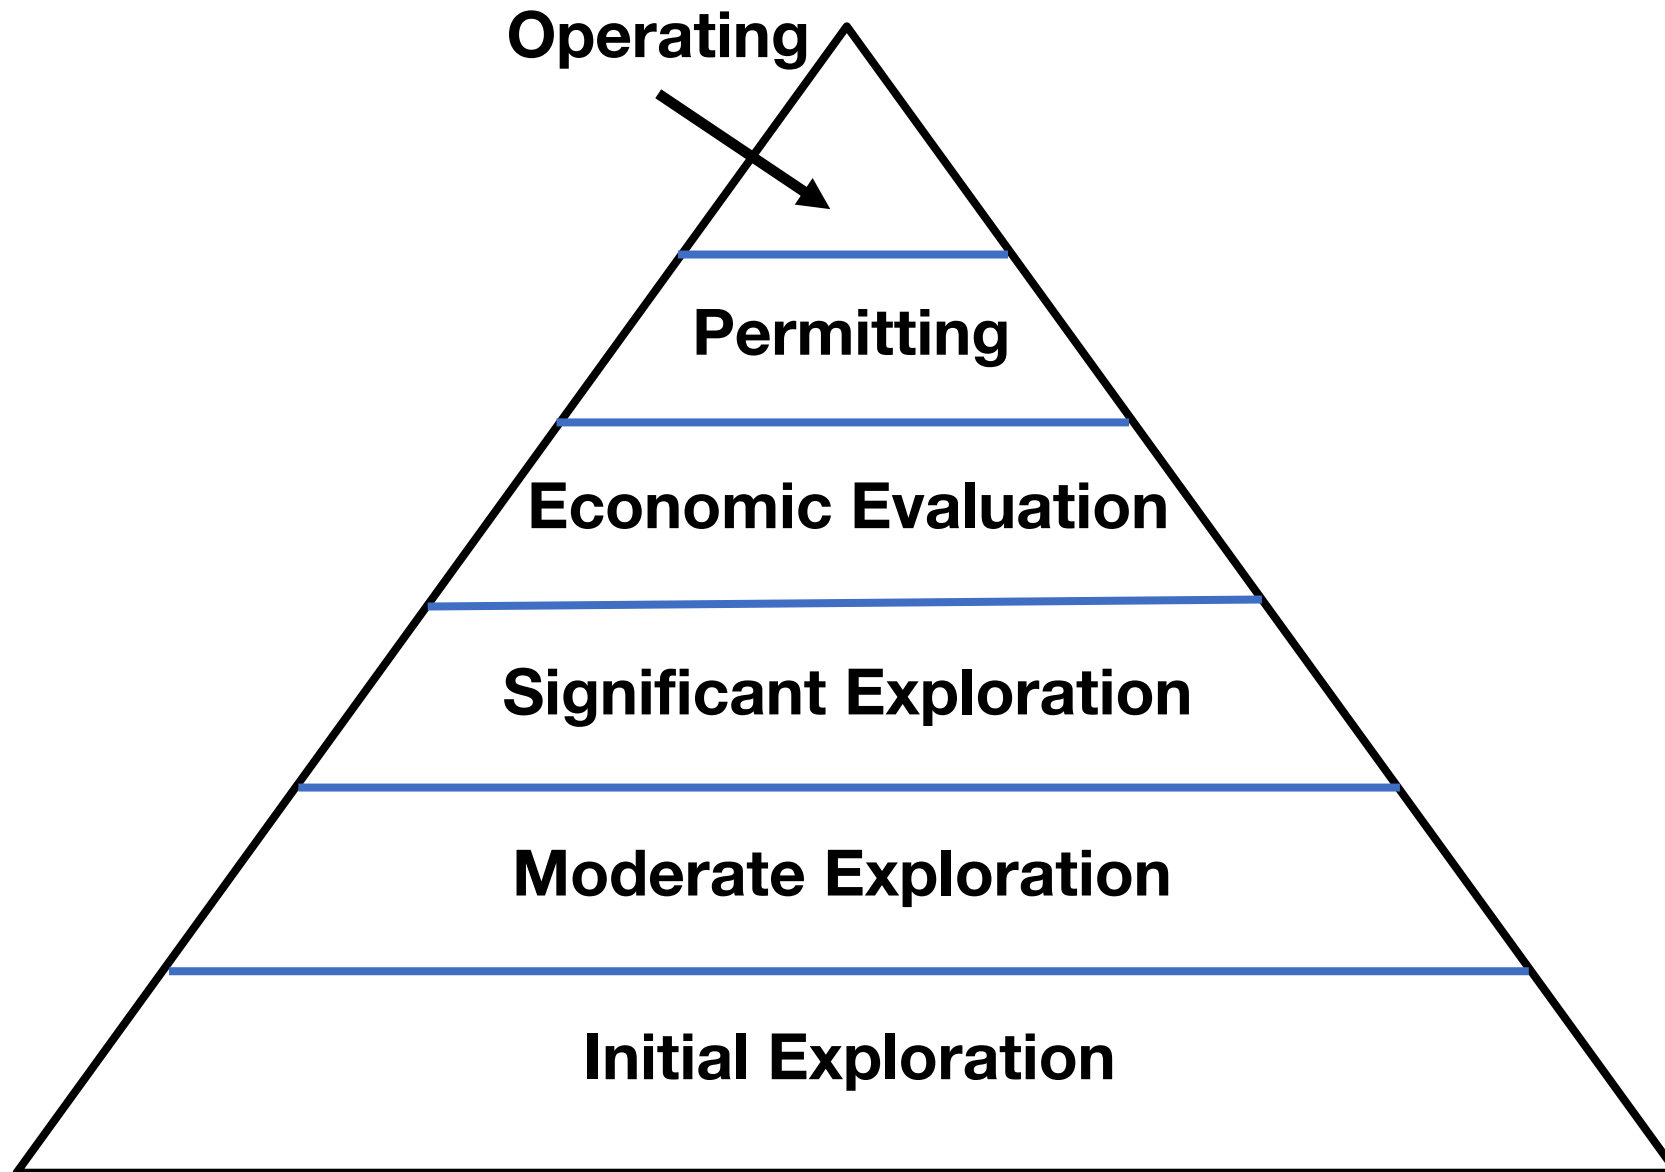 Operating
Permitting
Economic Evaluation
Significant Exploration
Moderate Exploration
Initial Exploration